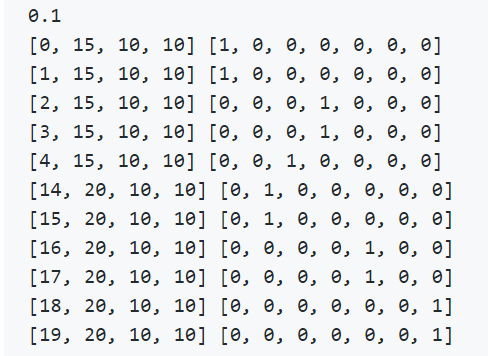 0.1
[0, 15, 10, 10] [1, 0, 0, 0, 0, 0, 0]
[1, 15, 10, 10] [1, 0, 0, 0, 0, 0, 0]
[2, 15, 10, 10] [0, 0, 0, 1, 0, 0, 0]
[3, 15, 10, 10] [0, 0, 0, 1, 0, 0, 0]
[4, 15, 10, 10] [0, 0, 1, 0, 0, 0, 0]
[14, 20, 10, 10] [0, 1, 0, 0, 0, 0, 0]
[15, 20, 10, 10] [0, 1, 0, 0, 0, 0, 0]
[16, 20, 10, 10] [0, 0, 0, 0, 1, 0, 0]
[17, 20, 10, 10] [0, 0, 0, 0, 1, 0, 0]
[18, 20, 10, 10] [0, 0, 0, 0, 0, 0, 1]
[19, 20, 10, 10] [0, 0, 0, 0, 0, 0, 1]